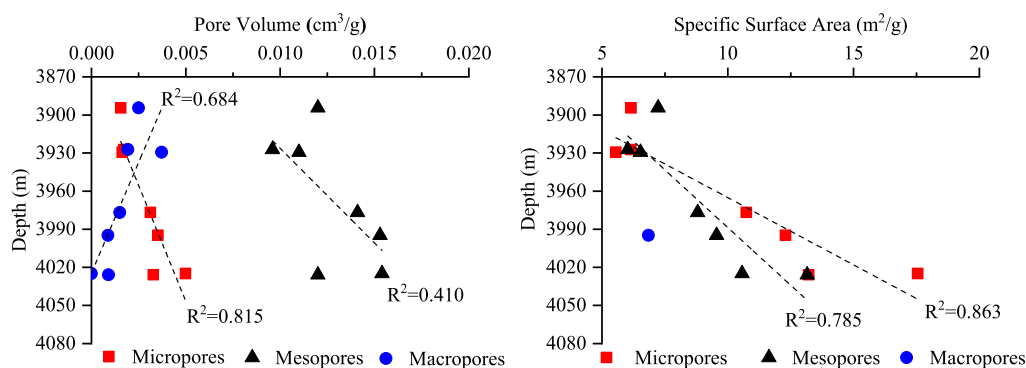 Pore Volume (cm³/g)
0.000 0.005 0.010 0.015 0.020
3870
3900
3930
3960
3990
4020
4050
4080
Depth (m)
R²=0.684
R²=0.410
R²=0.815
Micropores Mesopores Macropores
Specific Surface Area (m²/g)
5 10 15 20
3870
3900
3930
3960
3990
4020
4050
4080
Depth (m)
R²=0.863
R²=0.785
Micropores Mesopores Macropores